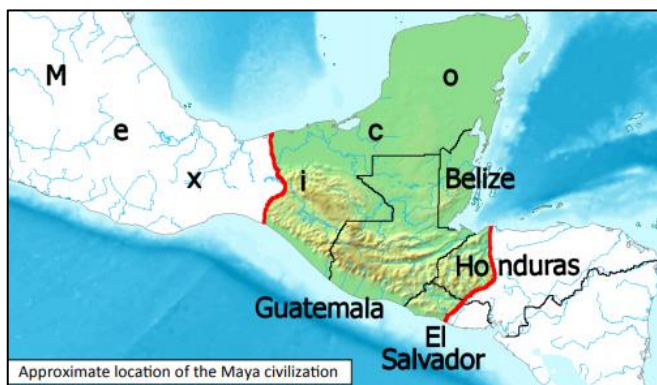 M
e
x
i
c
o
Belize
Honduras
Guatemala
El
Salvador
Approximate location of the Maya civilization